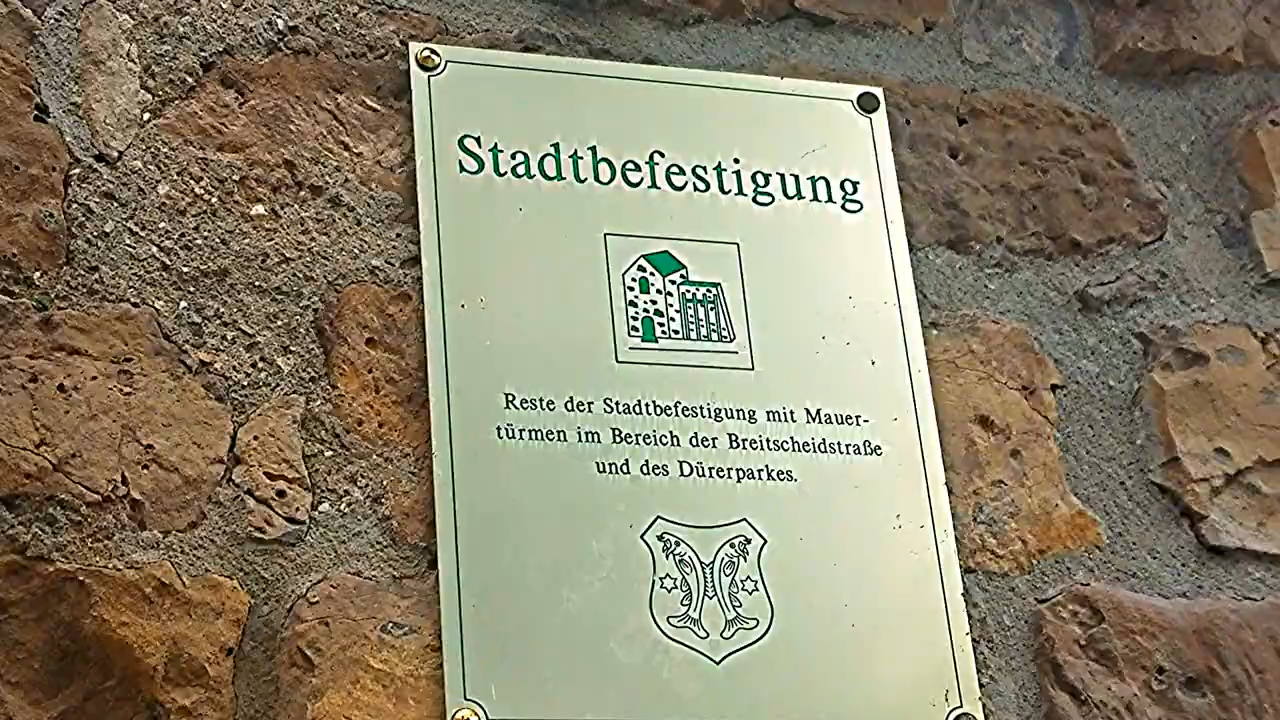 Stadtbefestigung
Reste der Stadtbefestigung mit Mauer-
türmen im Bereich der Breitscheidstraße
und des Dürerparkes.